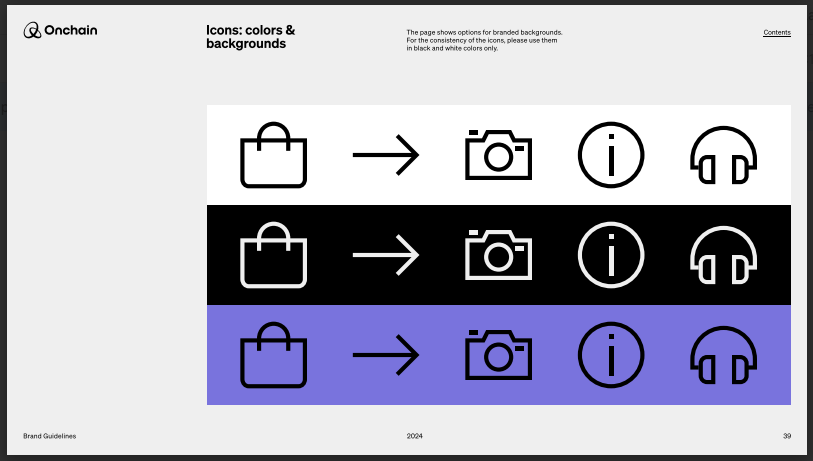 Onchain
Icons: colors &
backgrounds
The page shows options for branded backgrounds.
For the consistency of the icons, please use them
in black and white colors only.
Contents
Brand Guidelines
2024
39